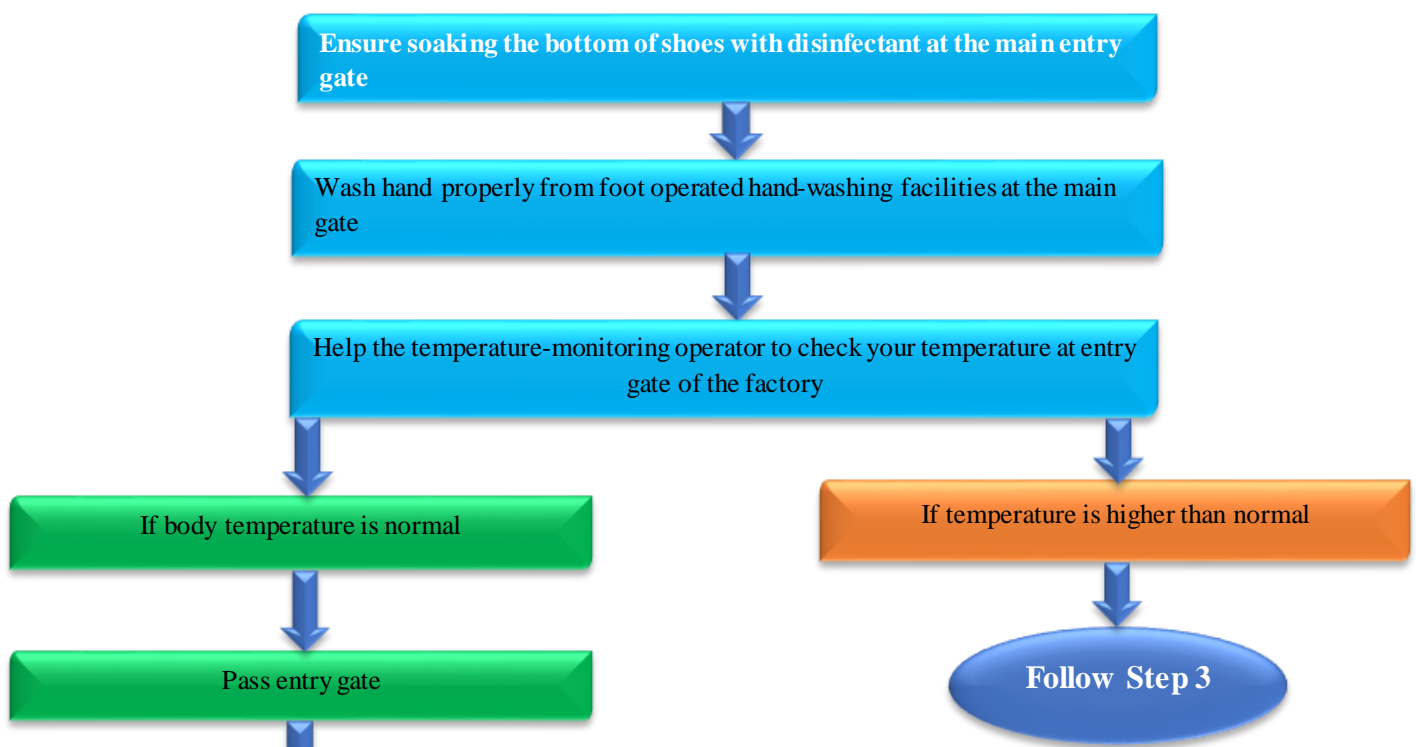 Ensure soaking the bottom of shoes with disinfectant at the main entry
gate
Wash hand properly from foot operated hand-washing facilities at the main
gate
Help the temperature-monitoring operator to check your temperature at entry
gate of the factory
If body temperature is normal
If temperature is higher than normal
Pass entry gate
Follow Step 3